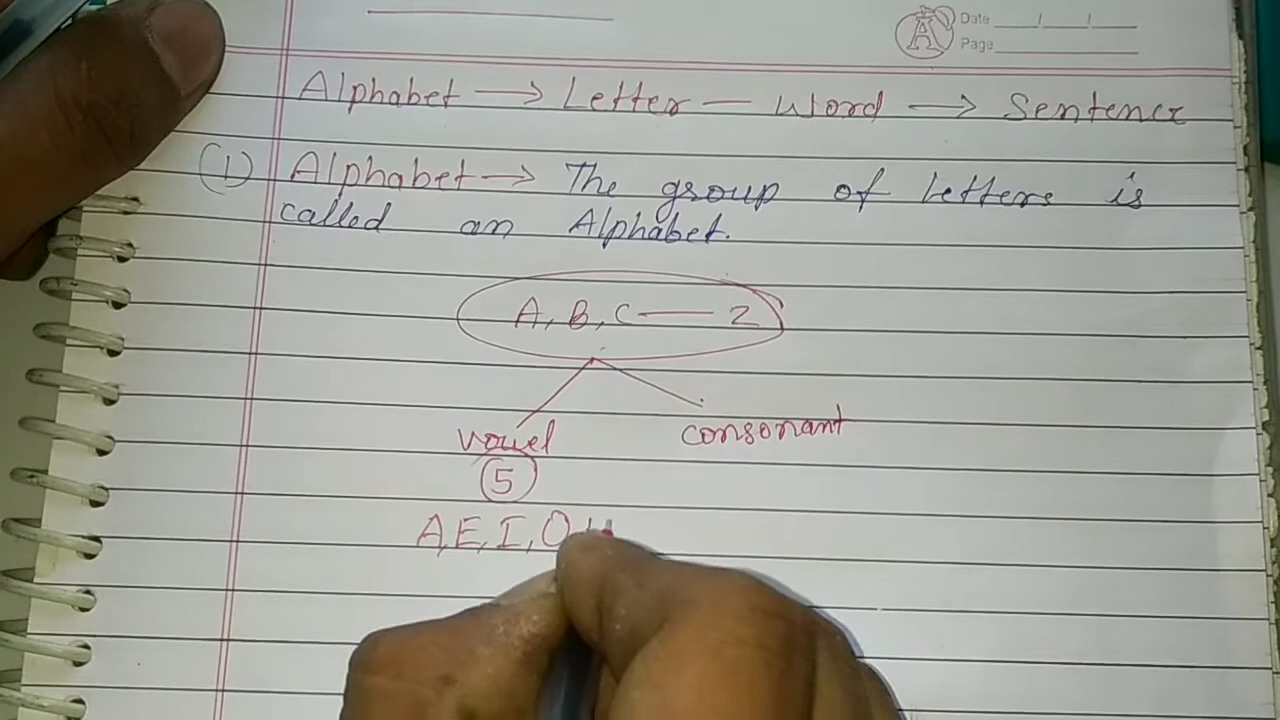 A Date
Page
Alphabet → Letter — Word → Sentence
(1) Alphabet → The group of Letters is
called an Alphabet.
A, B, C — Z
vowel consonant
5
A, E, I, O